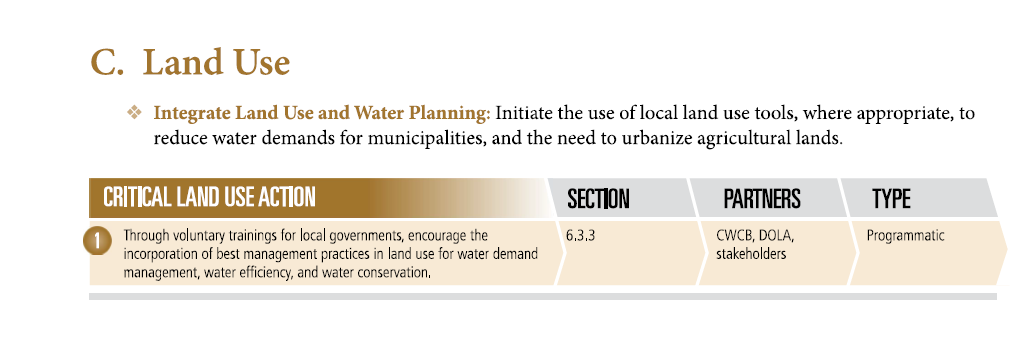 C. Land Use
❖ Integrate Land Use and Water Planning: Initiate the use of local land use tools, where appropriate, to
reduce water demands for municipalities, and the need to urbanize agricultural lands.
CRITICAL LAND USE ACTION SECTION PARTNERS TYPE
1 Through voluntary trainings for local governments, encourage the 6.3.3 CWCB, DOLA, Programmatic
incorporation of best management practices in land use for water demand stakeholders
management, water efficiency, and water conservation.